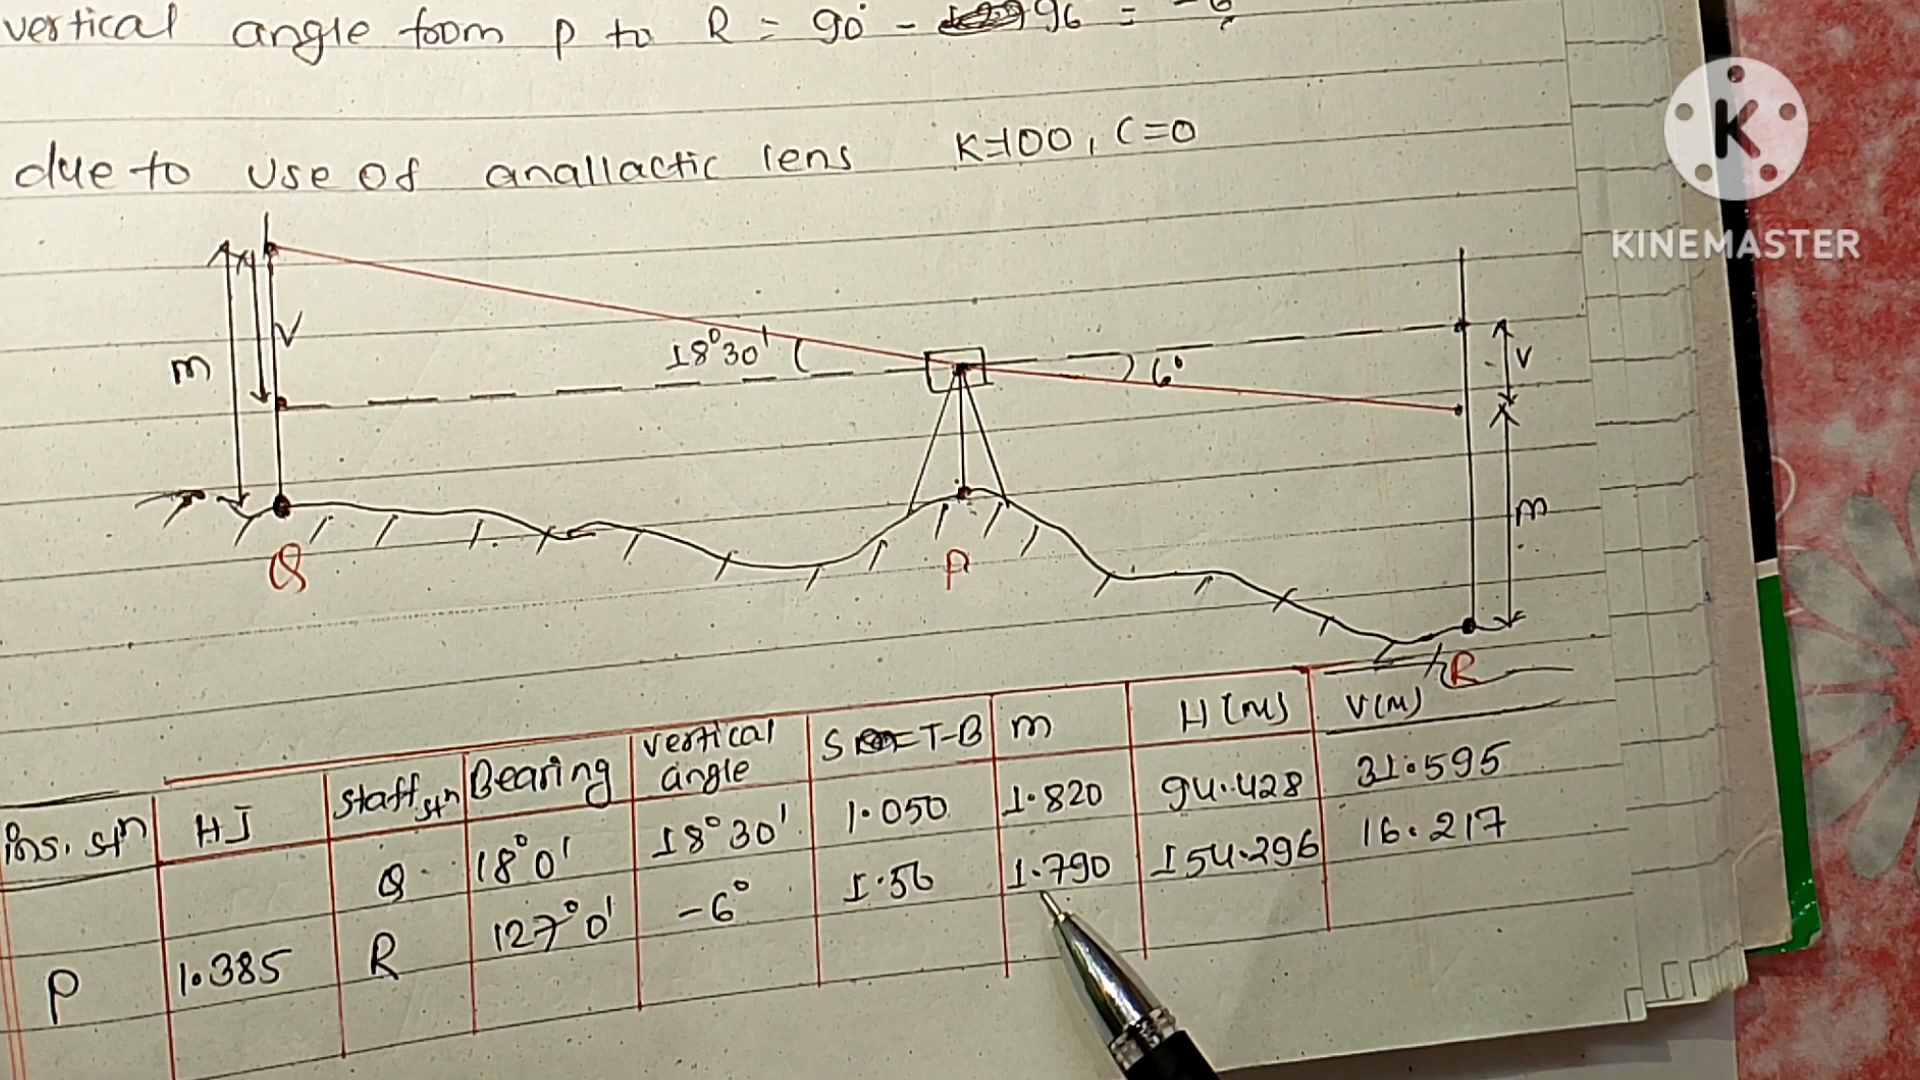 vertical angle from P to R = 90° - 96 = -6°
due to use of anallactic lens K=100, C=0
K
KINEMASTER
m V 18°30' 6° V
m
Q P R
Ins. stn HI staff stn Bearing vertical angle S = T-B m H (M) V(M)
Q 18°0' 18°30' 1.050 1.820 94.428 31.595
P 1.385 R 127°0' -6° 1.56 1.790 154.296 16.217